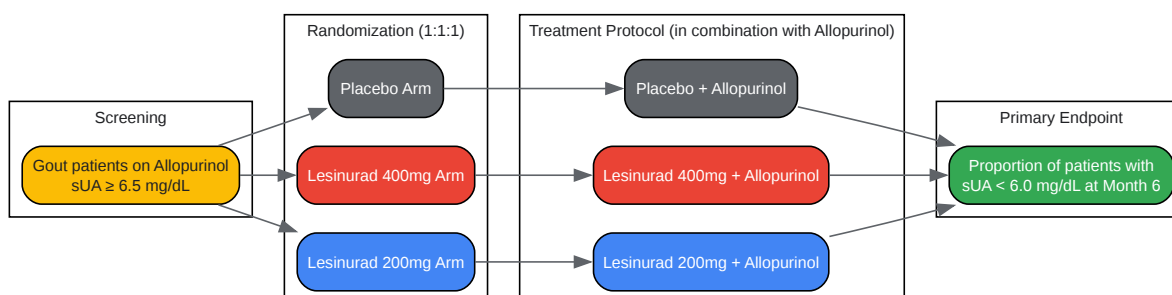 Screening
Gout patients on Allopurinol
sUA ≥ 6.5 mg/dL
Randomization (1:1:1)
Placebo Arm
Lesinurad 400mg Arm
Lesinurad 200mg Arm
Treatment Protocol (in combination with Allopurinol)
Placebo + Allopurinol
Lesinurad 400mg + Allopurinol
Lesinurad 200mg + Allopurinol
Primary Endpoint
Proportion of patients with
sUA < 6.0 mg/dL at Month 6